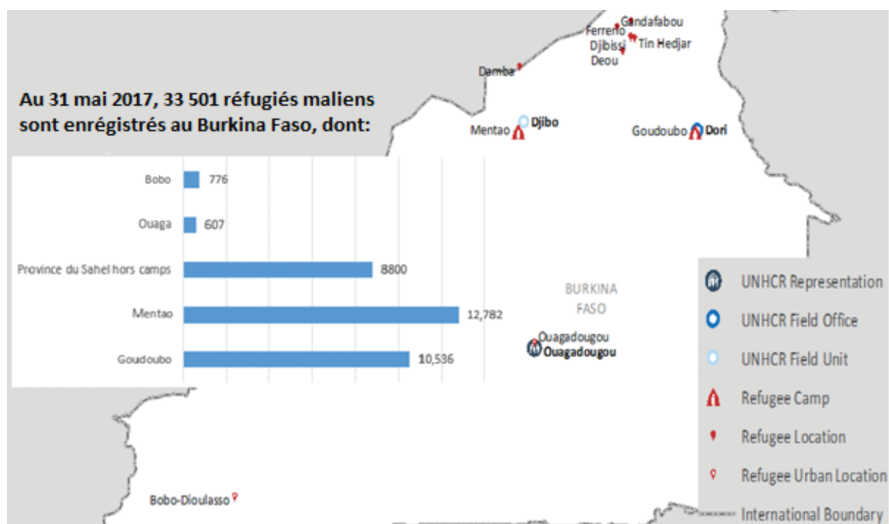 Gandafabou
Ferrerio
Djibissi
Tin Hedjar
Deou
Damba
Au 31 mai 2017, 33 501 réfugiés maliens
sont enrégistrés au Burkina Faso, dont:
Mentao
Djibo
Goudoubo
Dori
Bobo 776
Ouaga 607
Province du Sahel hors camps 8800
Mentao 12,782
Goudoubo 10,536
BURKINA
FASO
Ouagadougou
Ouagadougou
Bobo-Dioulasso
UNHCR Representation
UNHCR Field Office
UNHCR Field Unit
Refugee Camp
Refugee Location
Refugee Urban Location
International Boundary